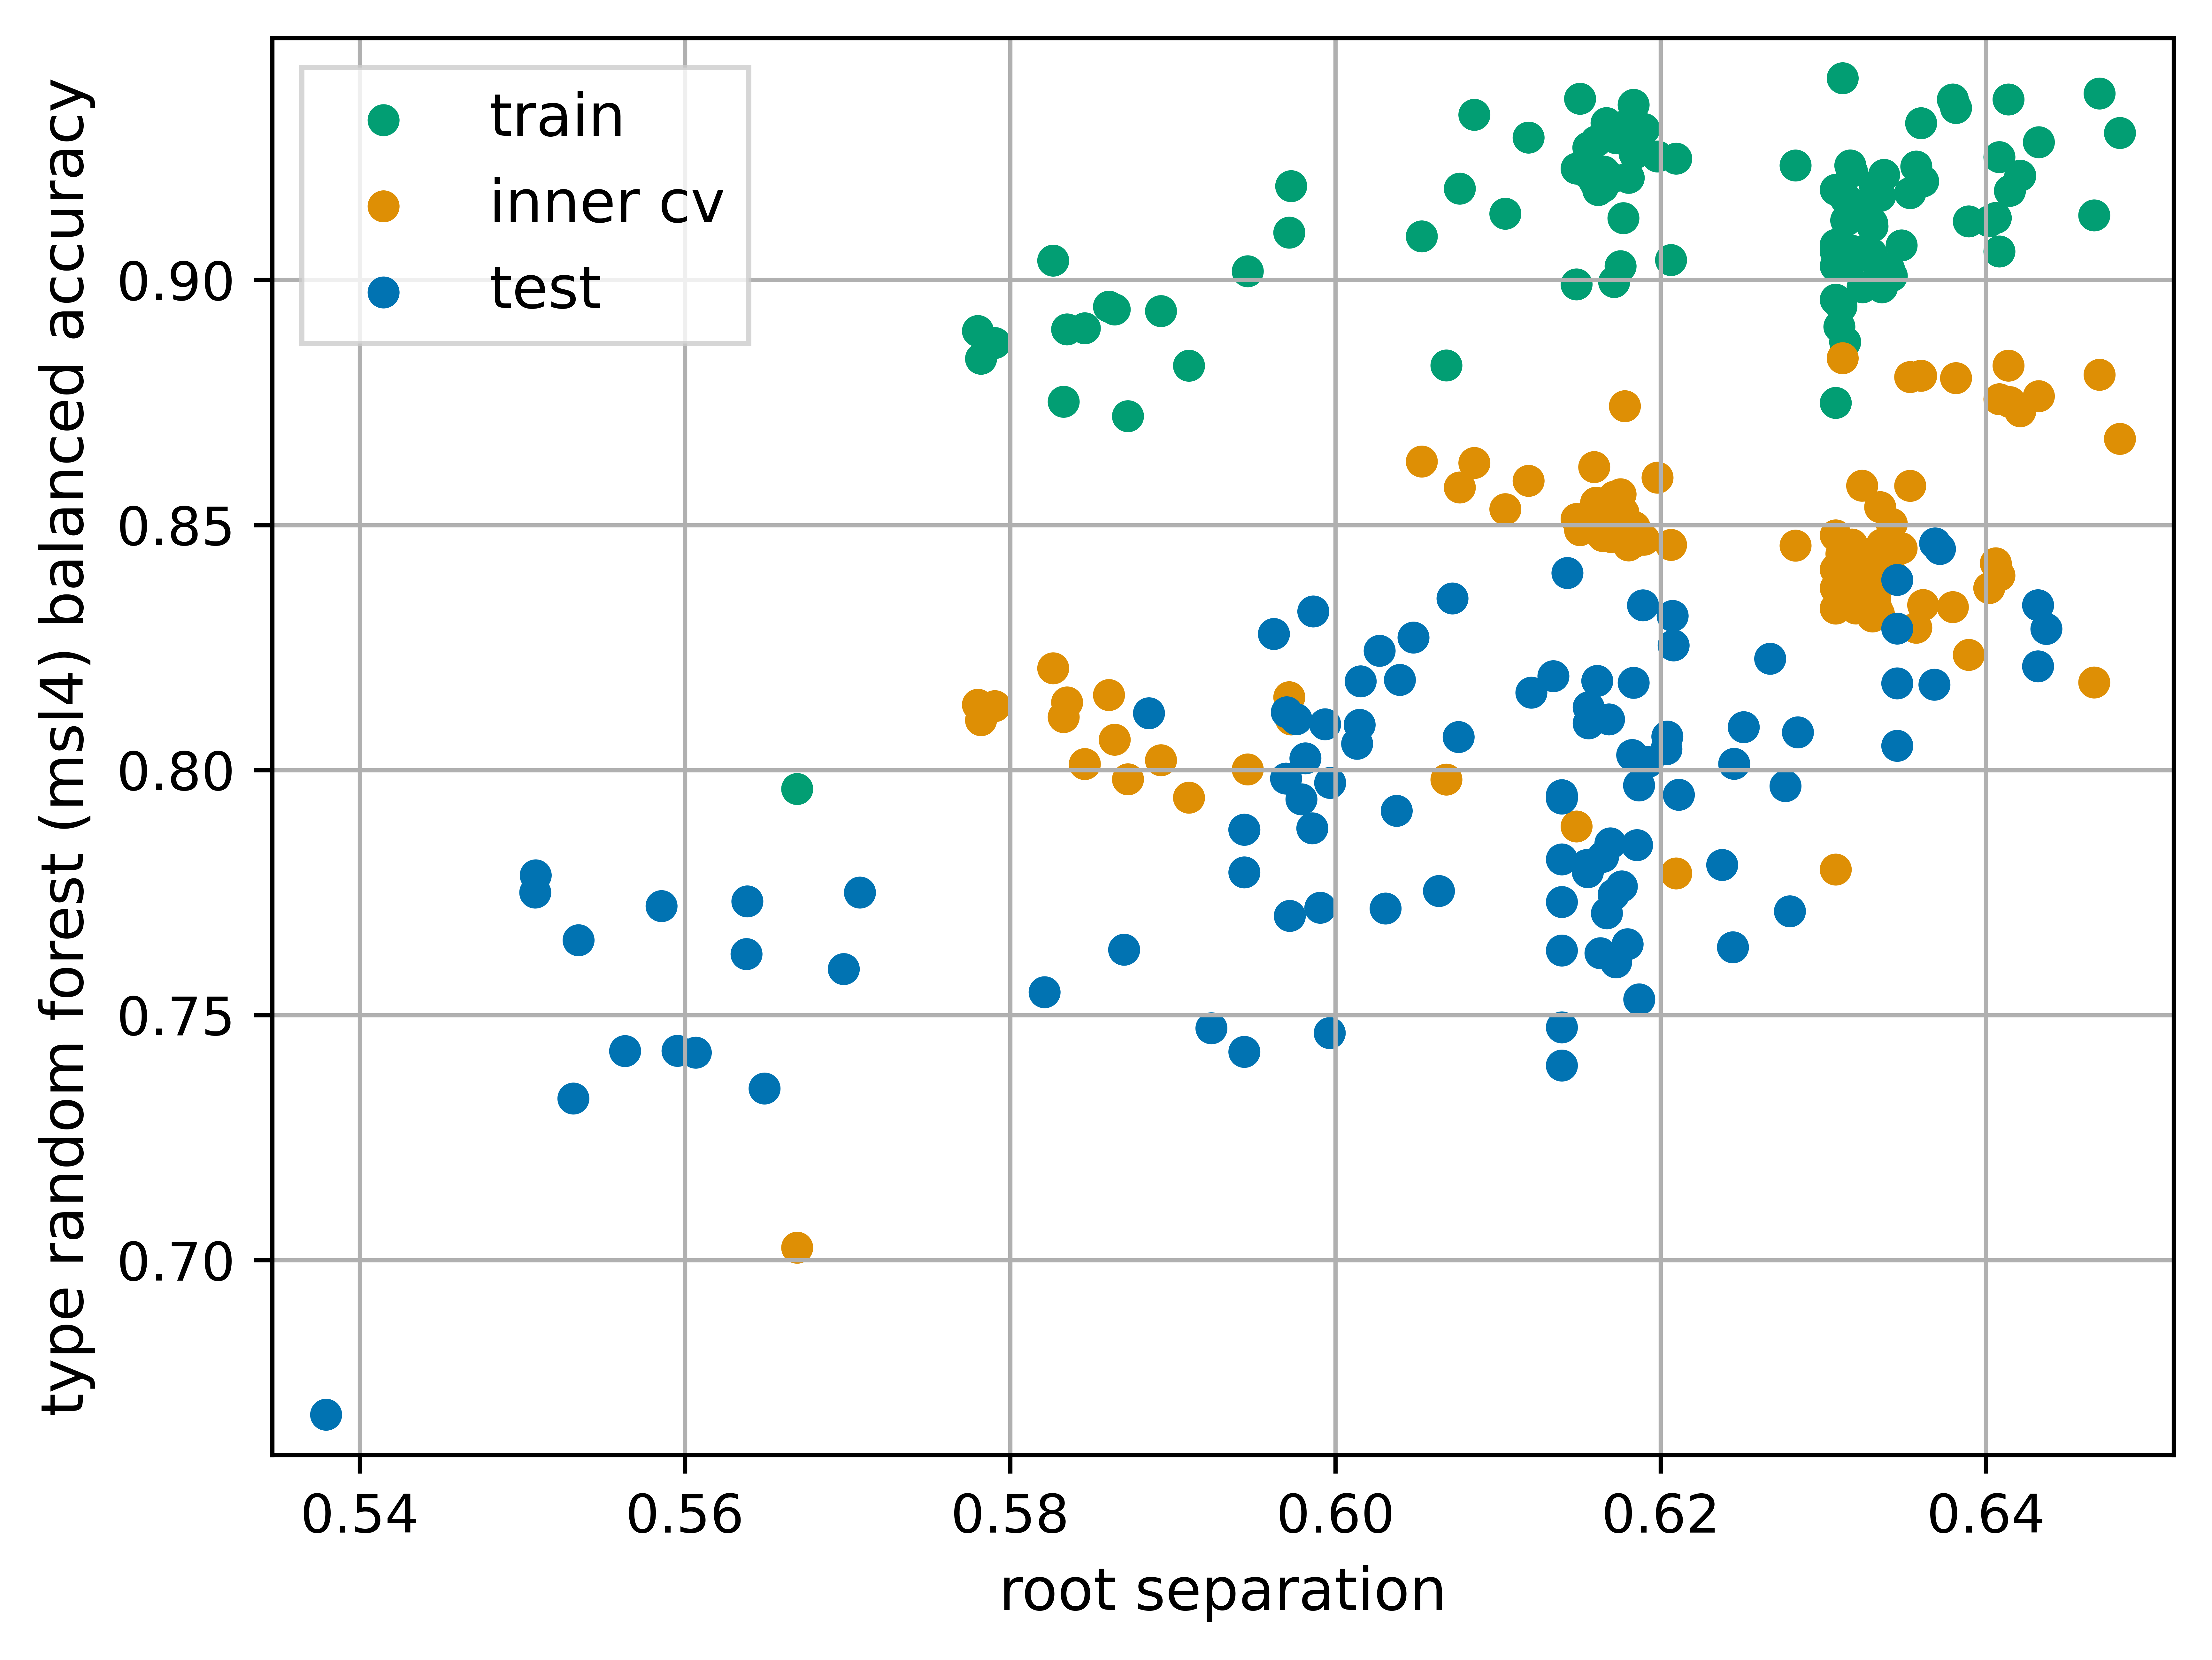 train
inner cv
test
type random forest (msl4) balanced accuracy
0.90
0.85
0.80
0.75
0.70
0.54 0.56 0.58 0.60 0.62 0.64
root separation